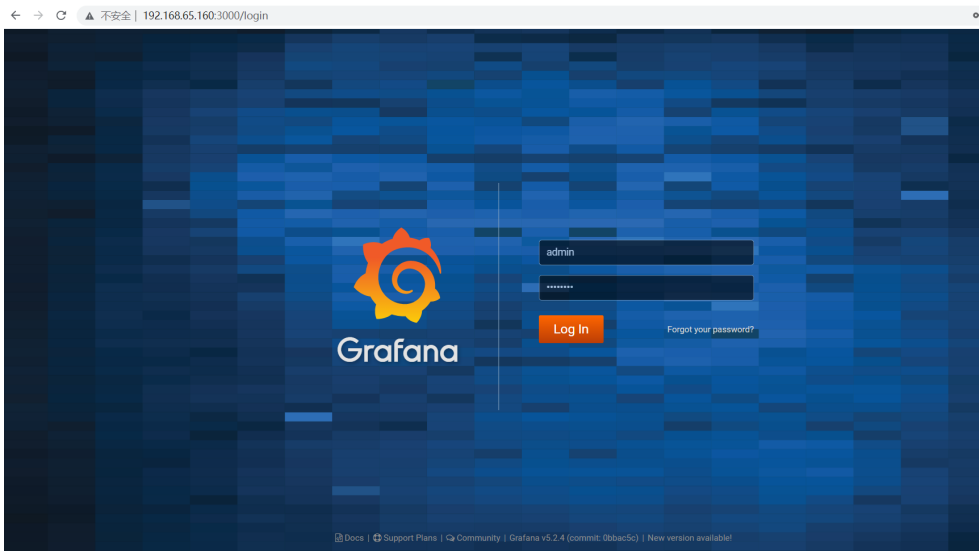 不安全 | 192.168.65.160:3000/login
admin
••••••••
Log In
Forgot your password?
Grafana
Docs | Support Plans | Community | Grafana v5.2.4 (commit: 0bbac5c) | New version available!